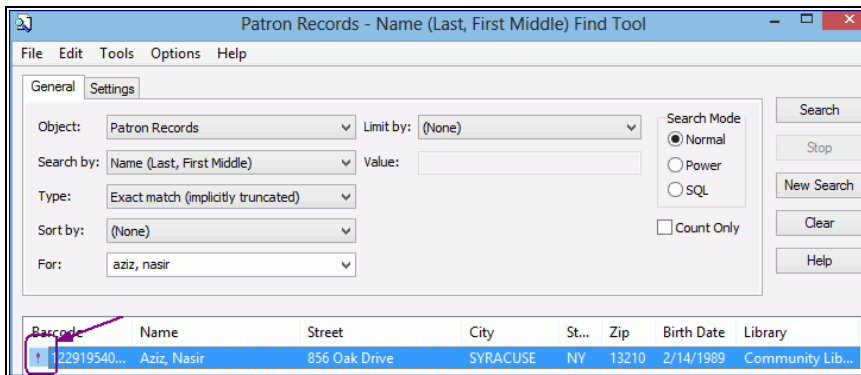 Patron Records - Name (Last, First Middle) Find Tool
File Edit Tools Options Help
General Settings
Object: Patron Records Limit by: (None) Search Mode Search
Normal Stop
Search by: Name (Last, First Middle) Value: Power
Type: Exact match (implicitly truncated) SQL New Search
Sort by: (None) Count Only Clear
For: aziz, nasir Help
Barcode Name Street City St... Zip Birth Date Library
! 122919540... Aziz, Nasir 856 Oak Drive SYRACUSE NY 13210 2/14/1989 Community Lib...